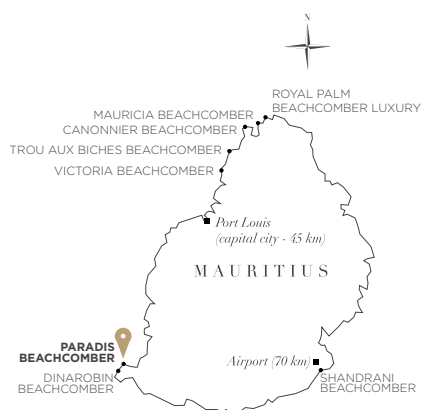 N
ROYAL PALM
BEACHCOMBER LUXURY
MAURICIA BEACHCOMBER
CANONNIER BEACHCOMBER
TROU AUX BICHES BEACHCOMBER
VICTORIA BEACHCOMBER
Port Louis
(capital city - 45 km)
MAURITIUS
PARADIS
BEACHCOMBER
Airport (70 km)
DINAROBIN
BEACHCOMBER
SHANDRANI
BEACHCOMBER